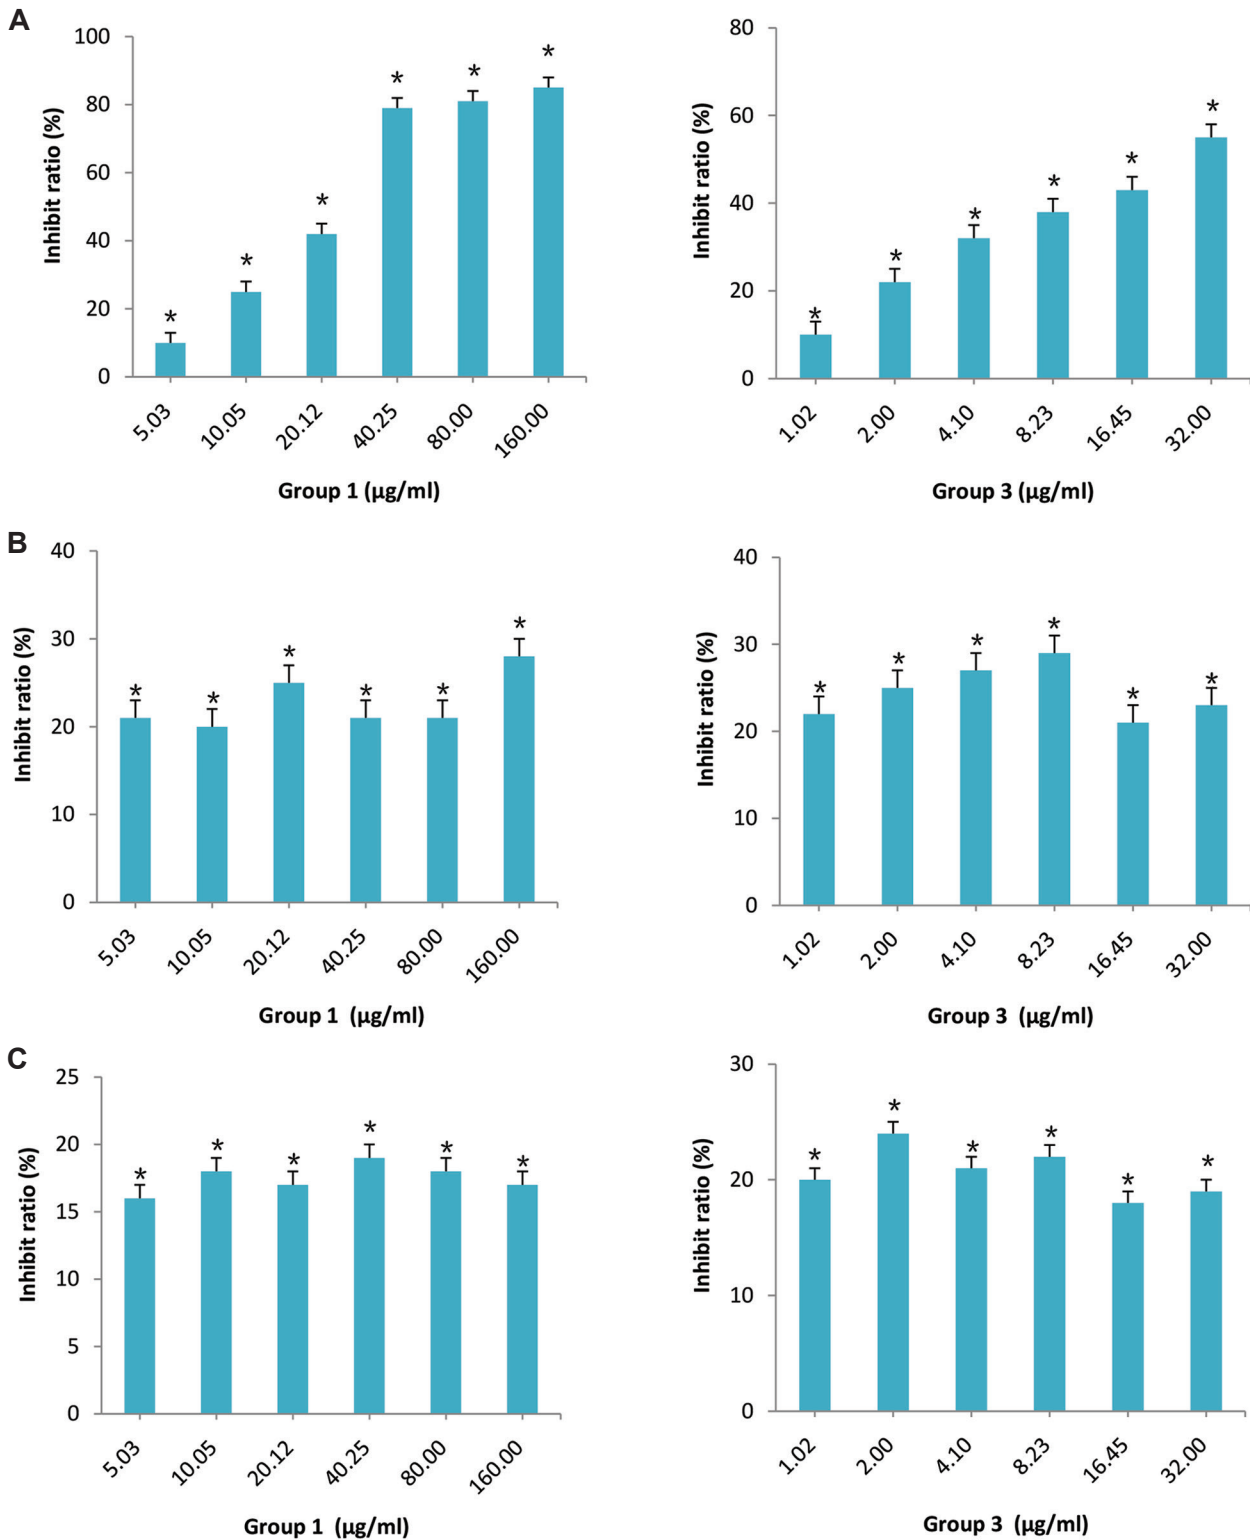 A
Inhibit ratio (%)
100
80
60
40
20
0
* * * * * *
5.03 10.05 20.12 40.25 80.00 160.00
Group 1 (µg/ml)
Inhibit ratio (%)
80
60
40
20
0
* * * * * *
1.02 2.00 4.10 8.23 16.45 32.00
Group 3 (µg/ml)
B
Inhibit ratio (%)
40
30
20
10
0
* * * * * *
5.03 10.05 20.12 40.25 80.00 160.00
Group 1 (µg/ml)
Inhibit ratio (%)
40
30
20
10
0
* * * * * *
1.02 2.00 4.10 8.23 16.45 32.00
Group 3 (µg/ml)
C
Inhibit ratio (%)
25
20
15
10
5
0
* * * * * *
5.03 10.05 20.12 40.25 80.00 160.00
Group 1 (µg/ml)
Inhibit ratio (%)
30
20
10
0
* * * * * *
1.02 2.00 4.10 8.23 16.45 32.00
Group 3 (µg/ml)